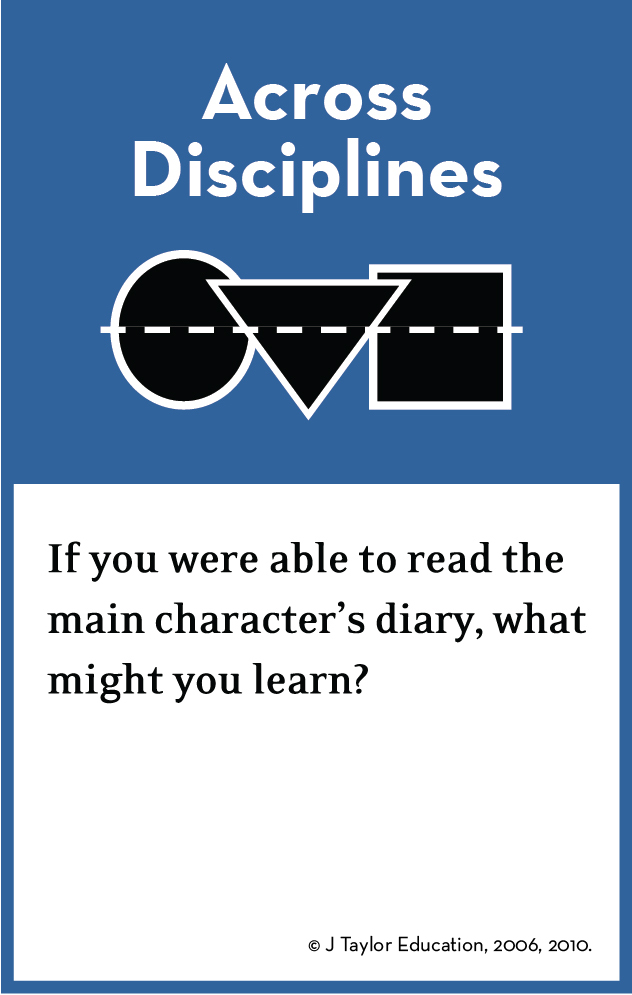 Across
Disciplines
If you were able to read the
main character’s diary, what
might you learn?
© J Taylor Education, 2006, 2010.